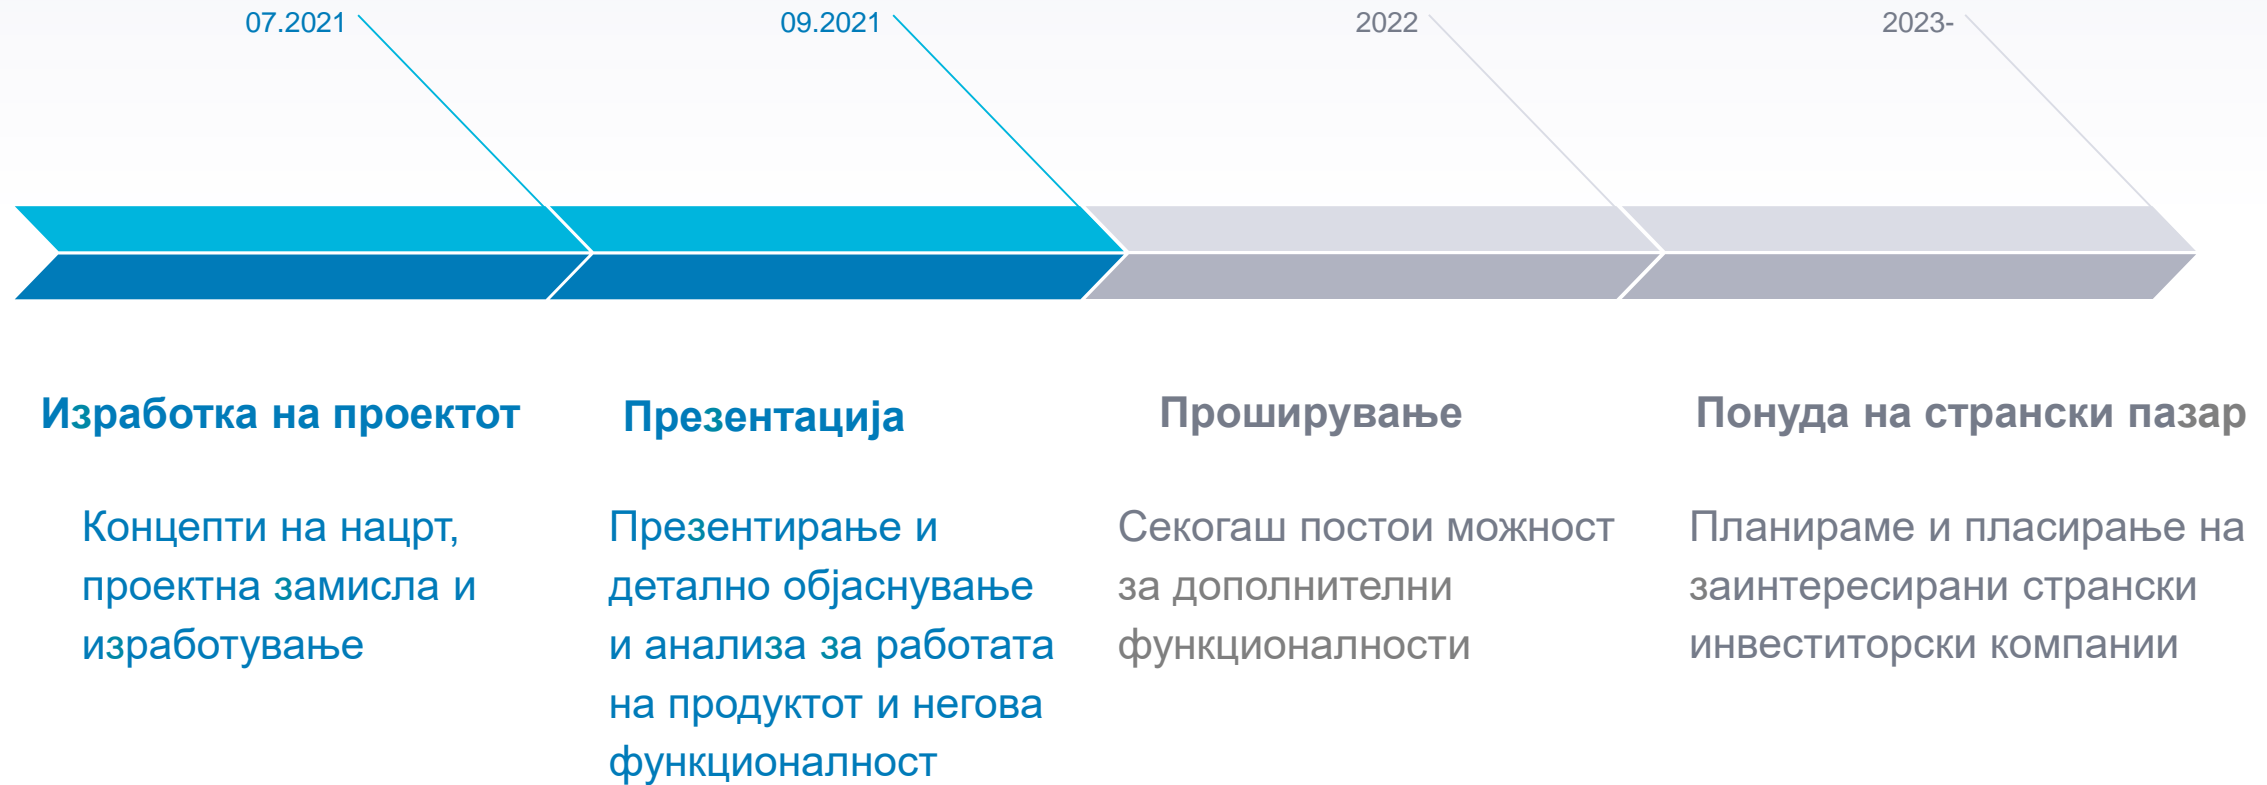 07.2021
09.2021
2022
2023-
Изработка на проектот
Концепти на нацрт,
проектна замисла и
изработување
Презентација
Презентирање и
детално објаснување
и анализа за работата
на продуктот и негова
функционалност
Проширување
Секогаш постои можност
за дополнителни
функционалности
Понуда на странски пазар
Планираме и пласирање на
заинтересирани странски
инвеститорски компании